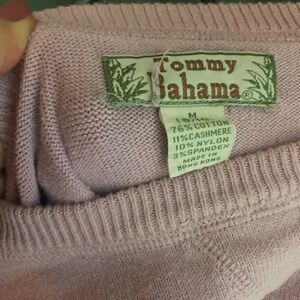 Tommy
Bahama®
M
76% COTTON
11% CASHMERE
10% NYLON
3% SPANDEX
MADE IN
HONG KONG